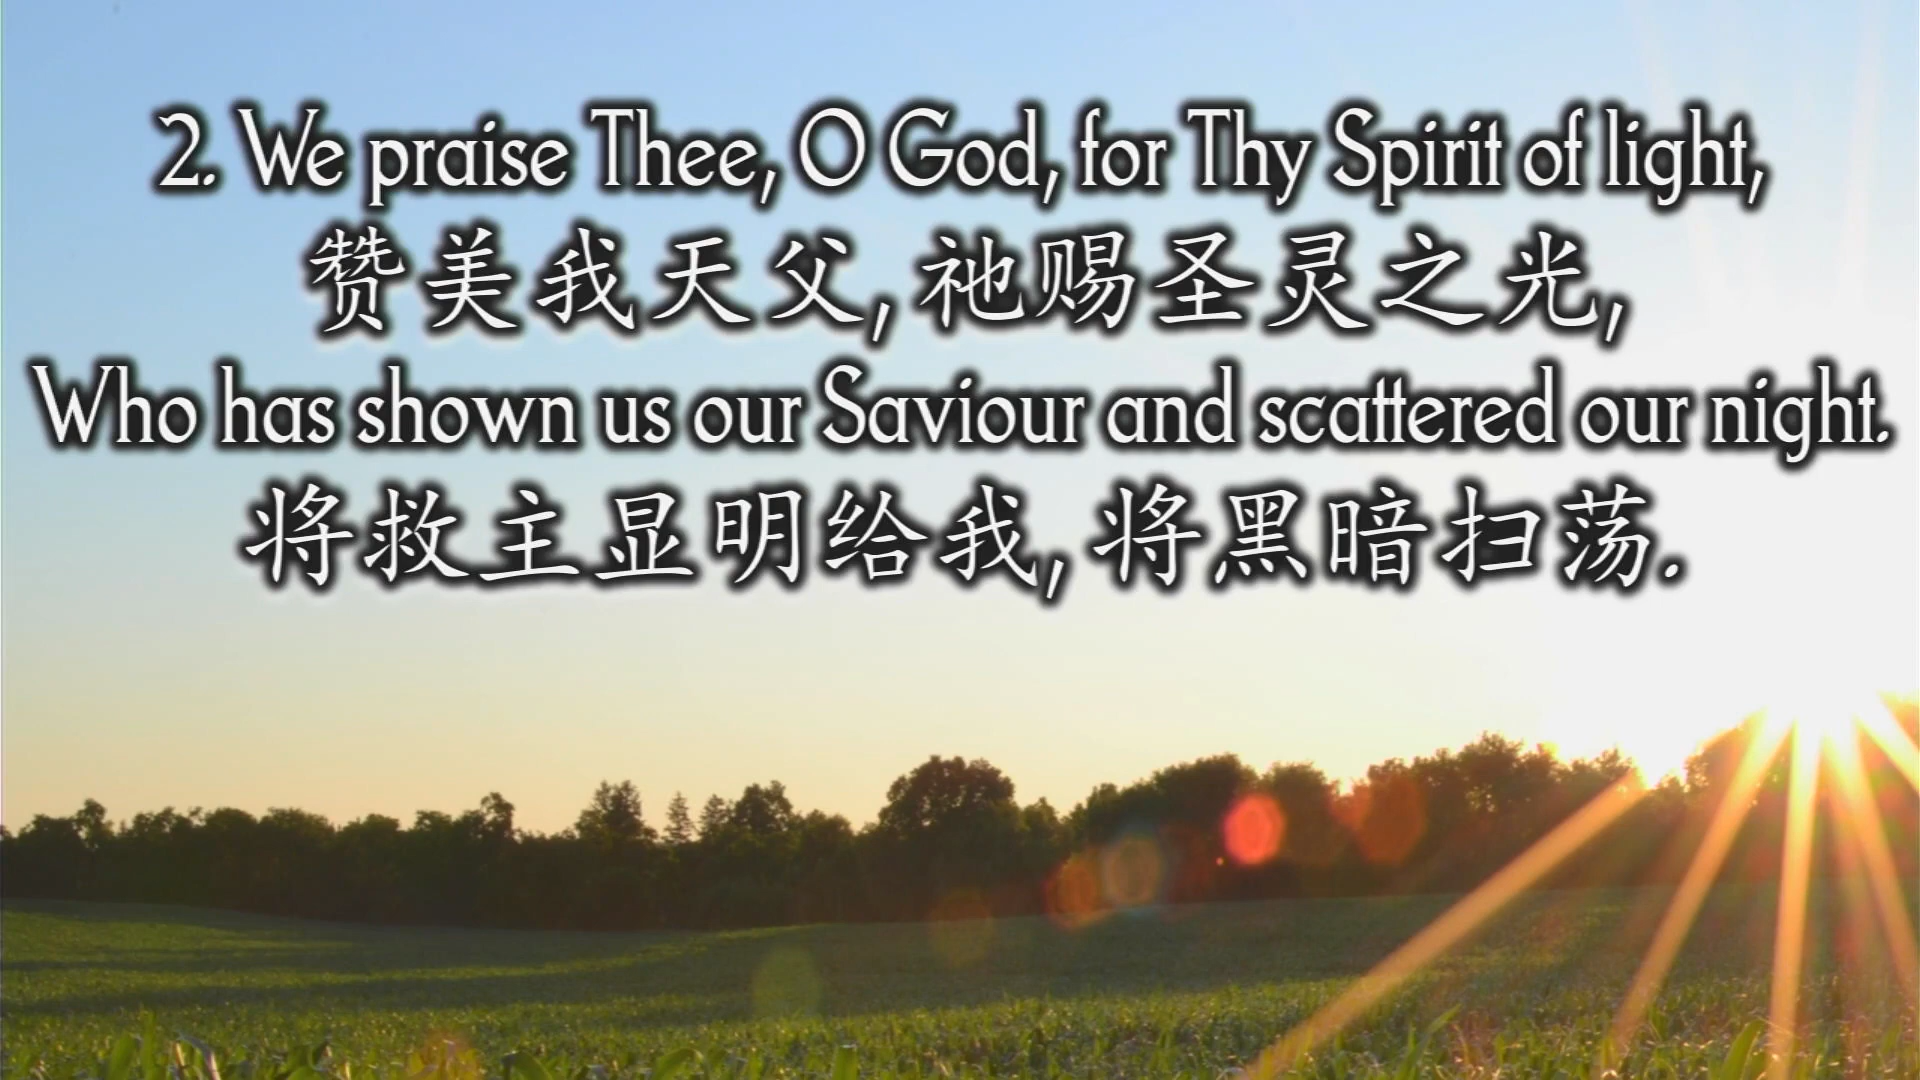 2. We praise Thee, O God, for Thy Spirit of light,
赞美我天父, 祂赐圣灵之光,
Who has shown us our Saviour and scattered our night.
将救主显明给我, 将黑暗扫荡.